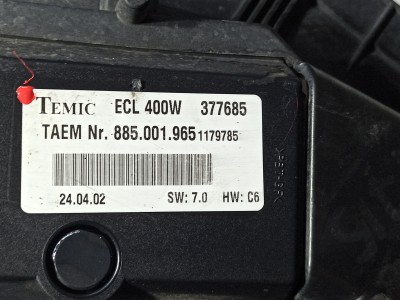 TEMIC ECL 400W 377685
TAEM Nr. 885.001.965 1179785
24.04.02 SW: 7.0 HW: C6